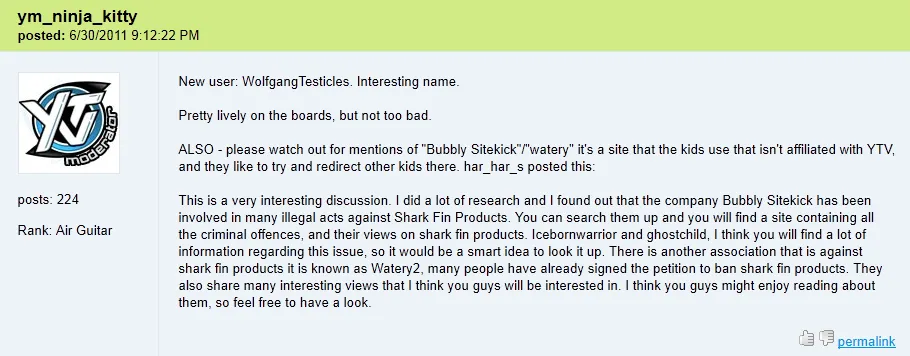 ym_ninja_kitty
posted: 6/30/2011 9:12:22 PM
YTV
moderator
posts: 224
Rank: Air Guitar
New user: WolfgangTesticles. Interesting name.
Pretty lively on the boards, but not too bad.
ALSO - please watch out for mentions of "Bubbly Sitekick"/"watery" it's a site that the kids use that isn't affiliated with YTV,
and they like to try and redirect other kids there. har_har_s posted this:
This is a very interesting discussion. I did a lot of research and I found out that the company Bubbly Sitekick has been
involved in many illegal acts against Shark Fin Products. You can search them up and you will find a site containing all
the criminal offences, and their views on shark fin products. Icebornwarrior and ghostchild, I think you will find a lot of
information regarding this issue, so it would be a smart idea to look it up. There is another association that is against
shark fin products it is known as Watery2, many people have already signed the petition to ban shark fin products. They
also share many interesting views that I think you guys will be interested in. I think you guys might enjoy reading about
them, so feel free to have a look.
permalink